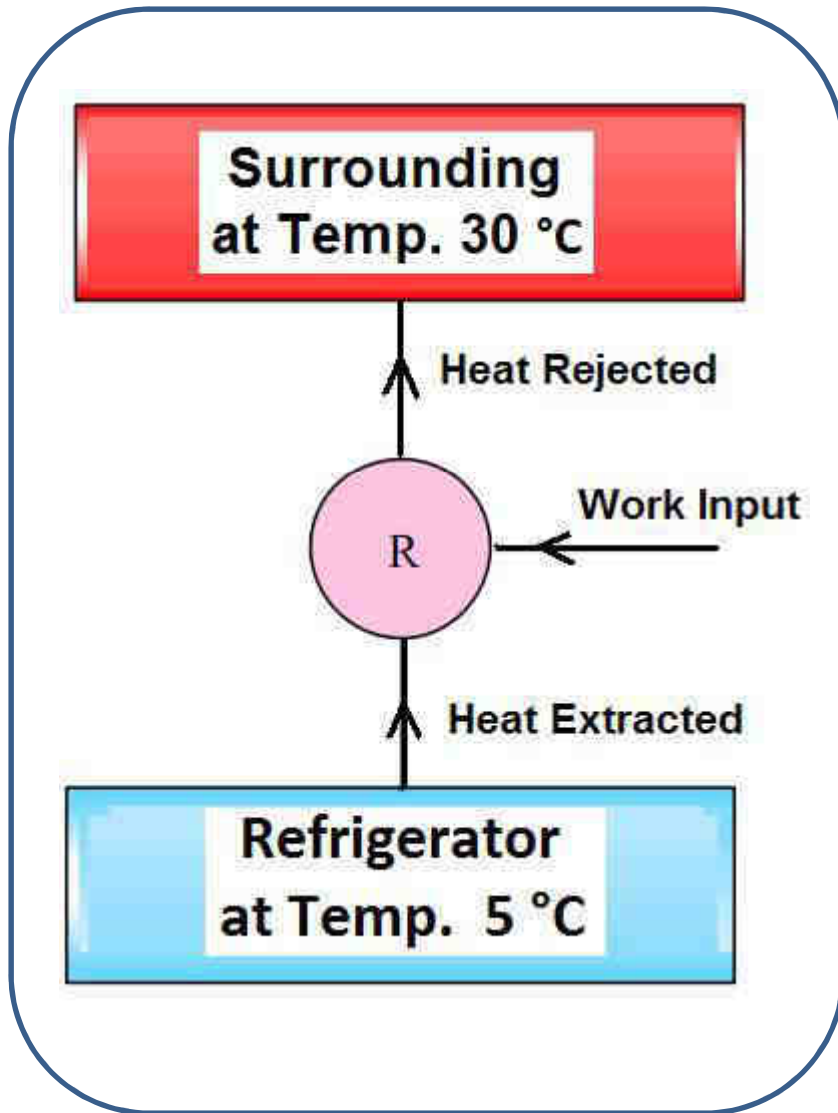 Surrounding
at Temp. 30 °C
Heat Rejected
Work Input
R
Heat Extracted
Refrigerator
at Temp. 5 °C